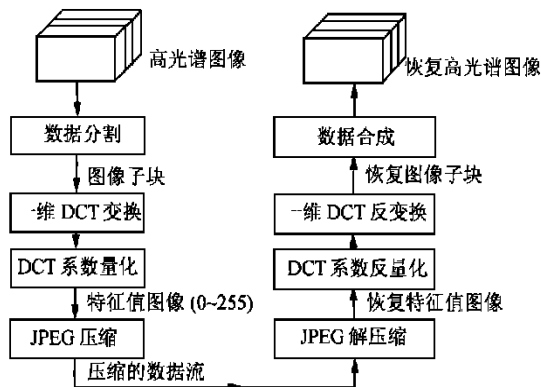 高光谱图像
数据分割
图像子块
一维 DCT 变换
DCT 系数量化
特征值图像 (0~255)
JPEG 压缩
压缩的数据流
恢复高光谱图像
数据合成
恢复图像子块
一维 DCT 反变换
DCT 系数反量化
恢复特征值图像
JPEG 解压缩